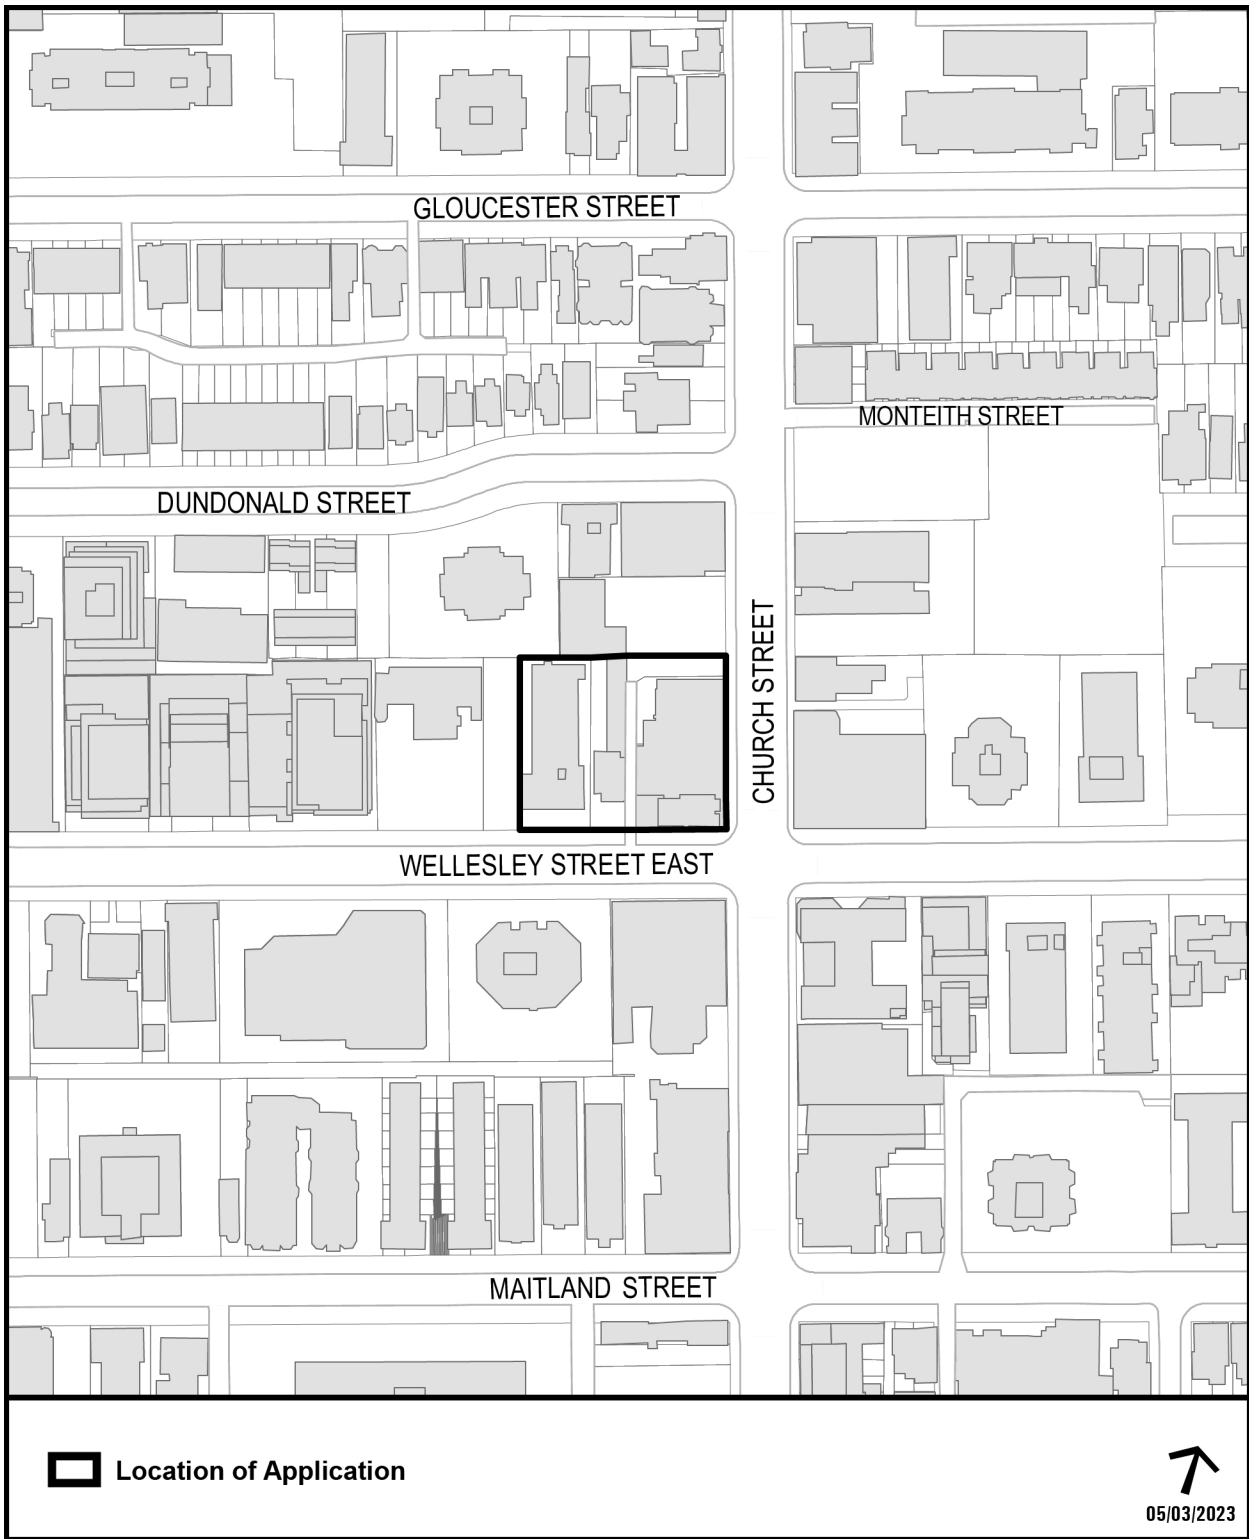 GLOUCESTER STREET
MONTEITH STREET
DUNDONALD STREET
CHURCH STREET
WELLESLEY STREET EAST
MAITLAND STREET
Location of Application
05/03/2023